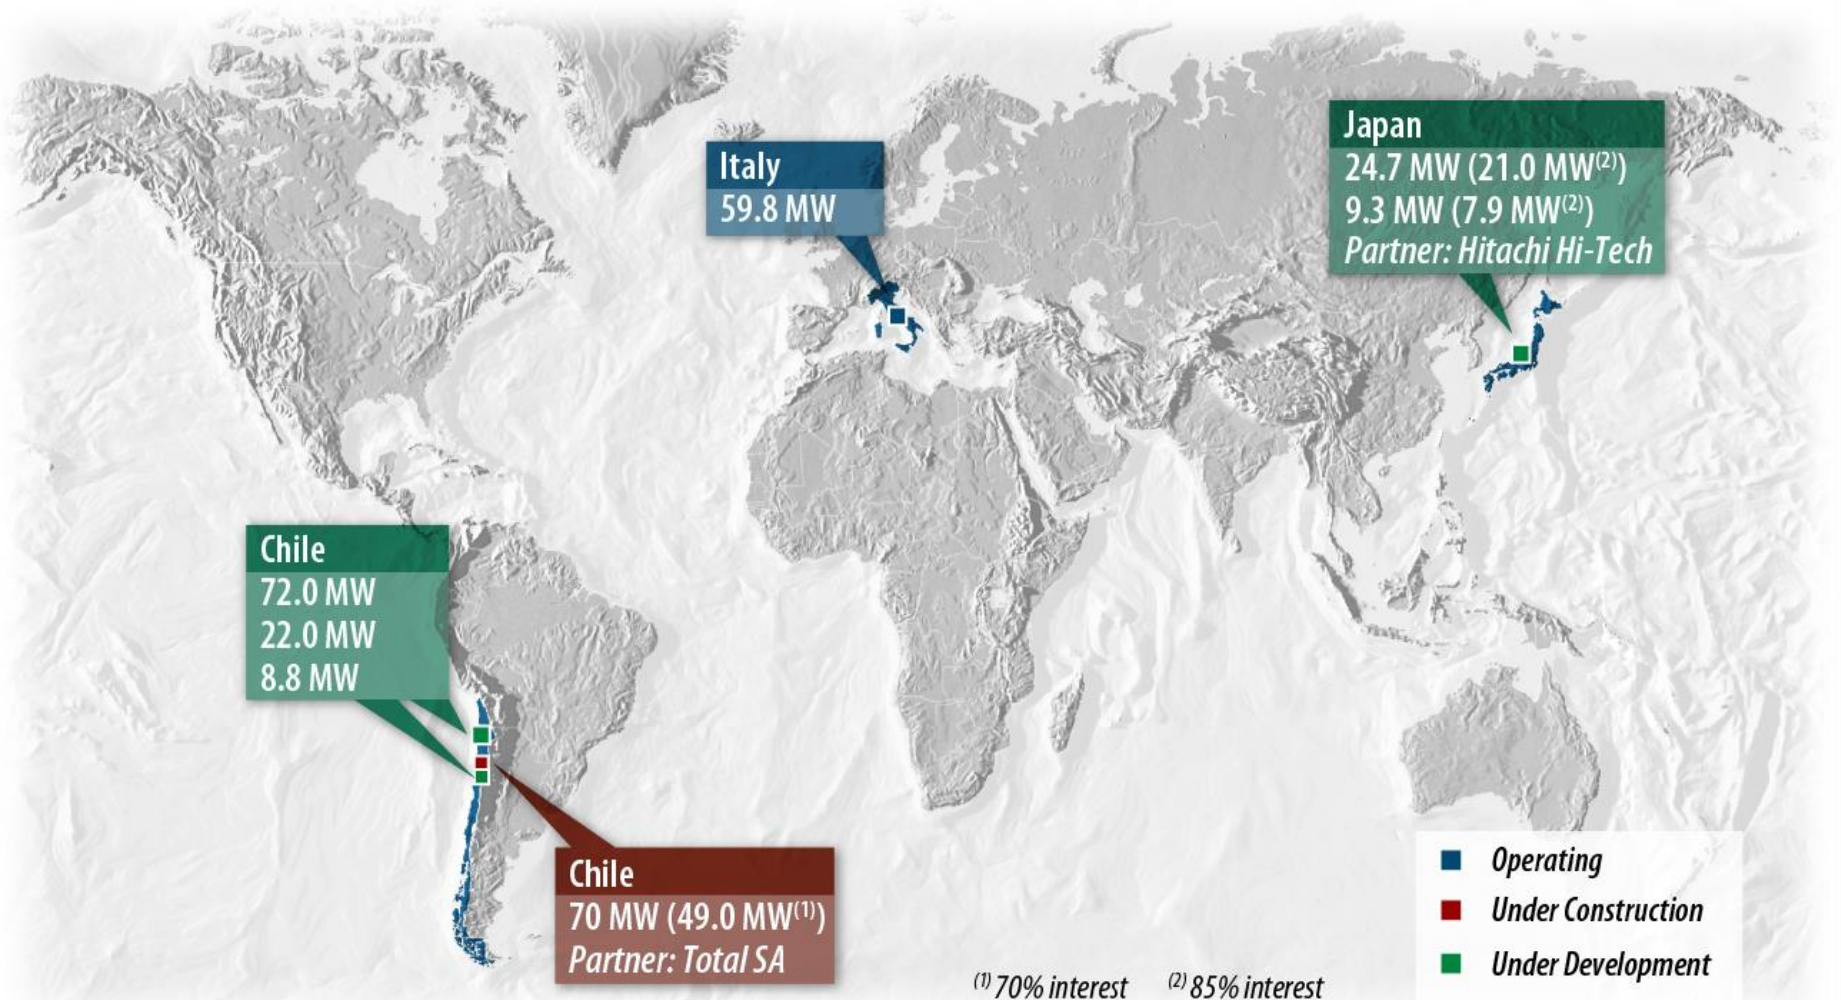 Italy
59.8 MW
Japan
24.7 MW (21.0 MW⁽²⁾)
9.3 MW (7.9 MW⁽²⁾)
Partner: Hitachi Hi-Tech
Chile
72.0 MW
22.0 MW
8.8 MW
Chile
70 MW (49.0 MW⁽¹⁾)
Partner: Total SA
Operating
Under Construction
Under Development
⁽¹⁾ 70% interest ⁽²⁾ 85% interest